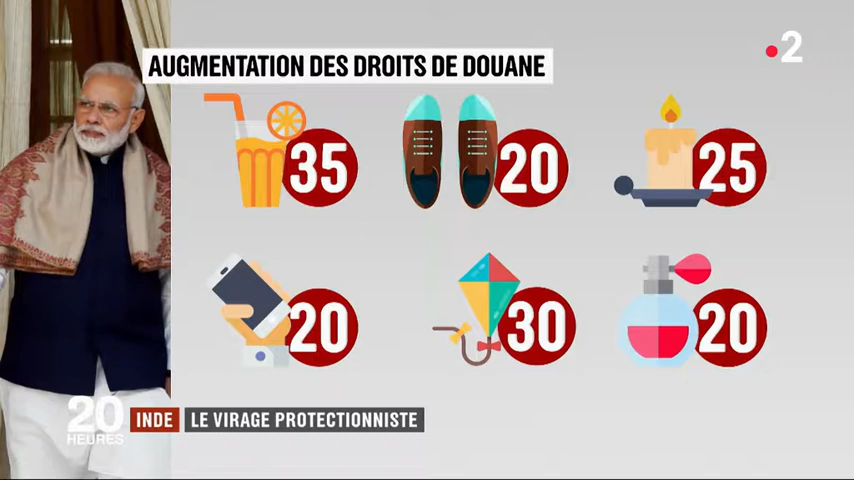 AUGMENTATION DES DROITS DE DOUANE
2
35
20
25
20
30
20
20 HEURES
INDE LE VIRAGE PROTECTIONNISTE